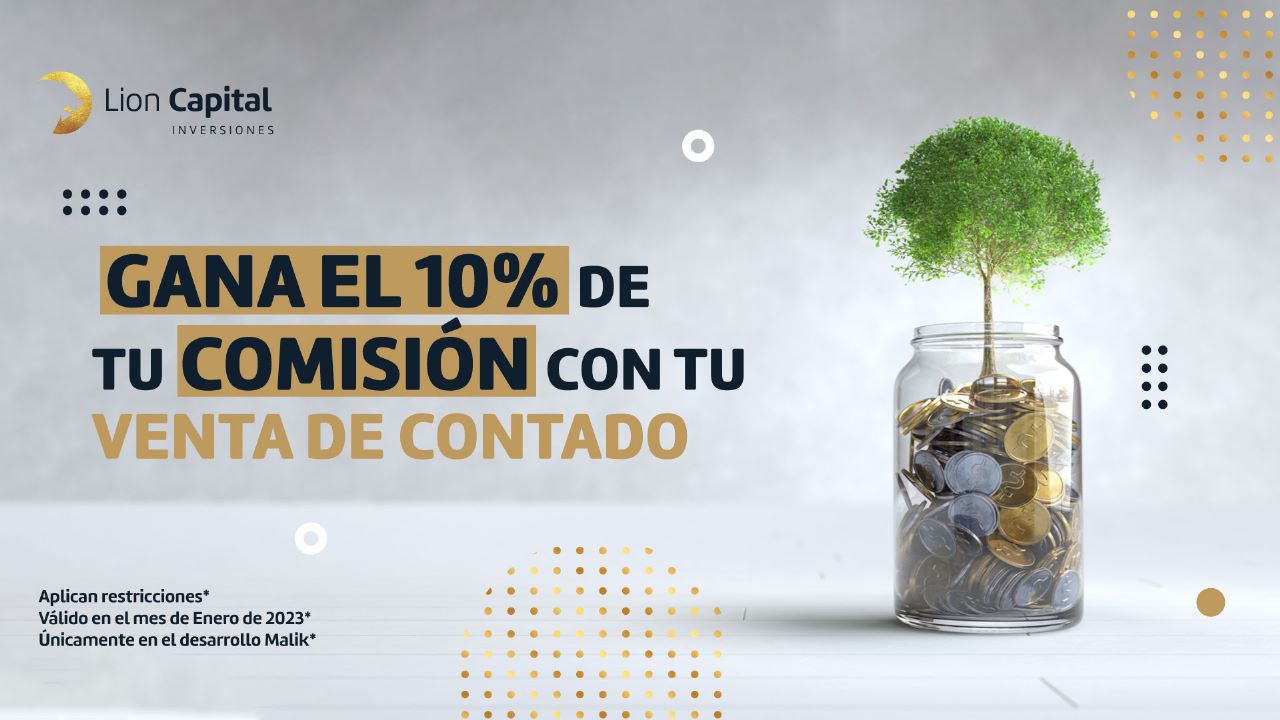 Lion Capital
INVERSIONES
GANA EL 10% DE
TU COMISIÓN CON TU
VENTA DE CONTADO
Aplican restricciones*
Válido en el mes de Enero de 2023*
Únicamente en el desarrollo Malik*